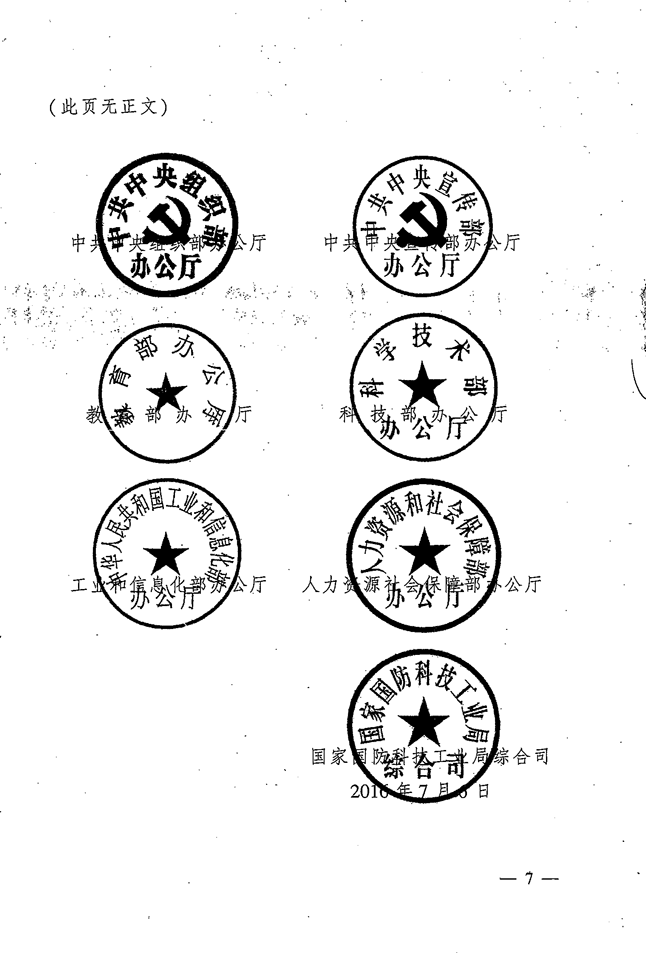 （此页无正文）
中共中央组织部
办公厅
中共中央组织部办公厅
中共中央宣传部
办公厅
中共中央宣传部办公厅
教育部办公厅
教育部办公厅
科学技术部
办公厅
科技部办公厅
中华人民共和国工业和信息化部
办公厅
工业和信息化部办公厅
人力资源和社会保障部
办公厅
人力资源社会保障部办公厅
国家国防科技工业局
综合司
国家国防科技工业局综合司
2016年7月 日
— 7 —